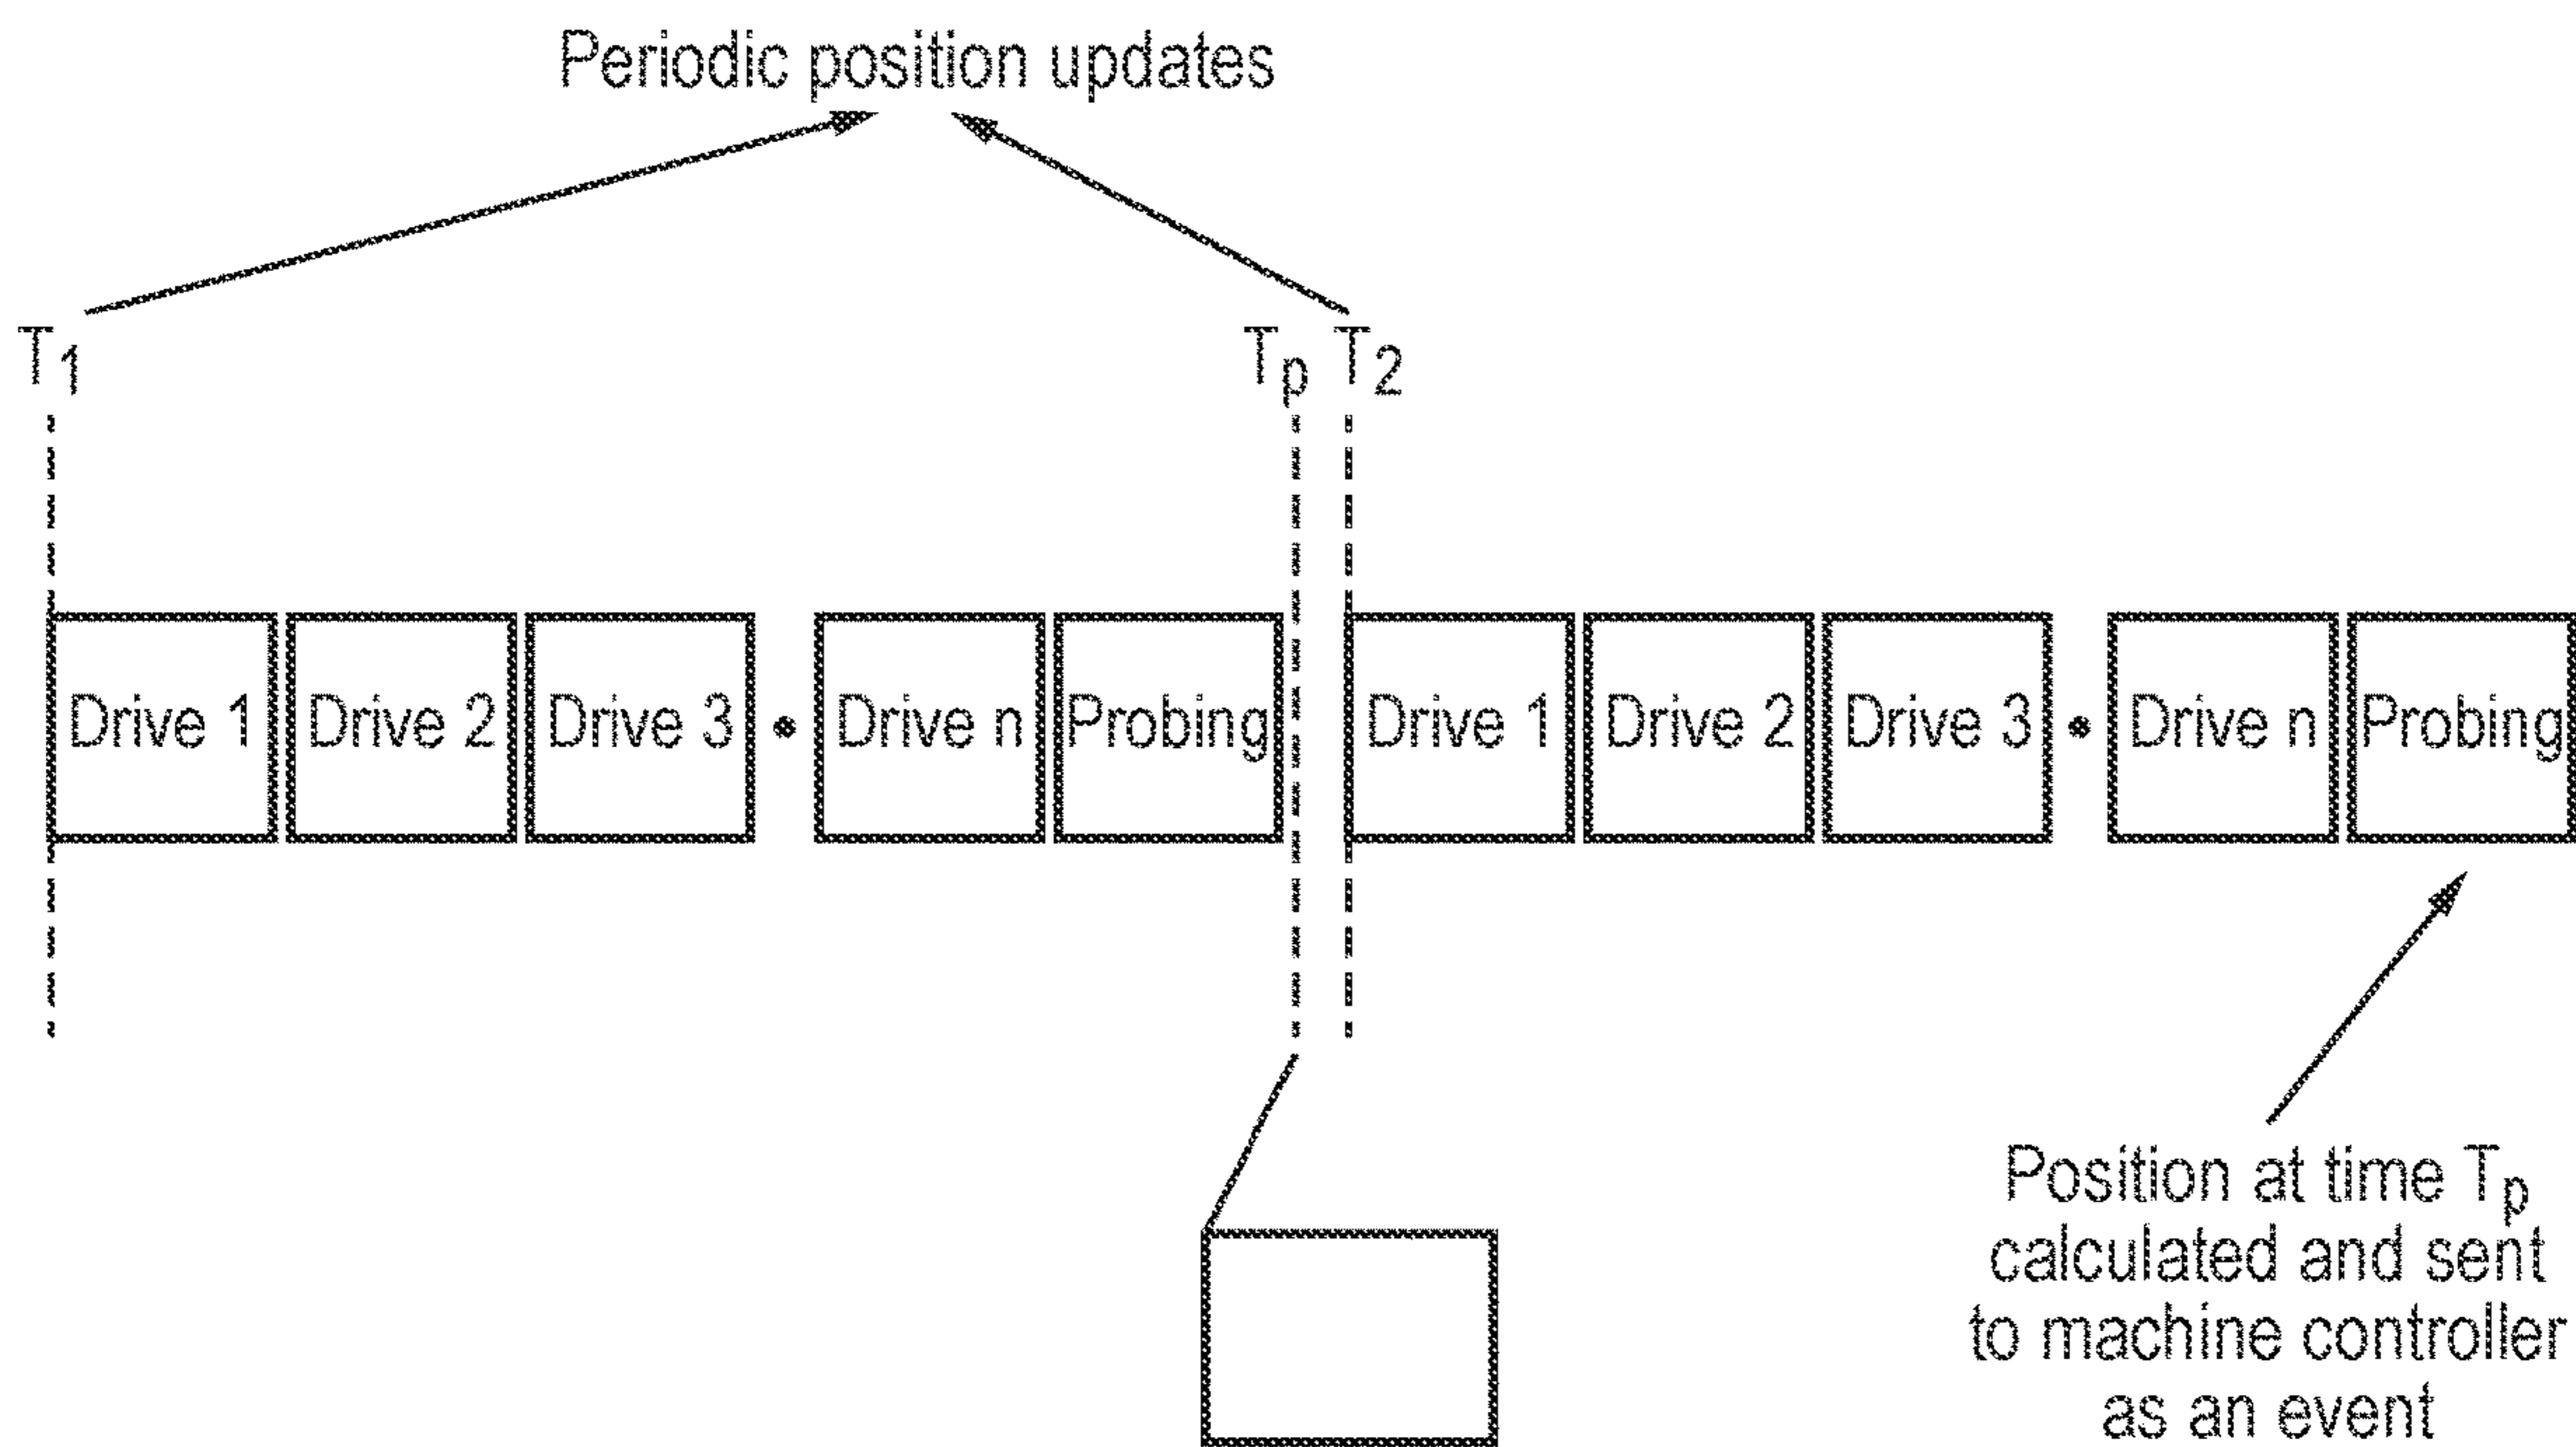 Periodic position updates
T1 Tp T2
Drive 1 Drive 2 Drive 3 • Drive n Probing Drive 1 Drive 2 Drive 3 • Drive n Probing
Position at time Tp
calculated and sent
to machine controller
as an event